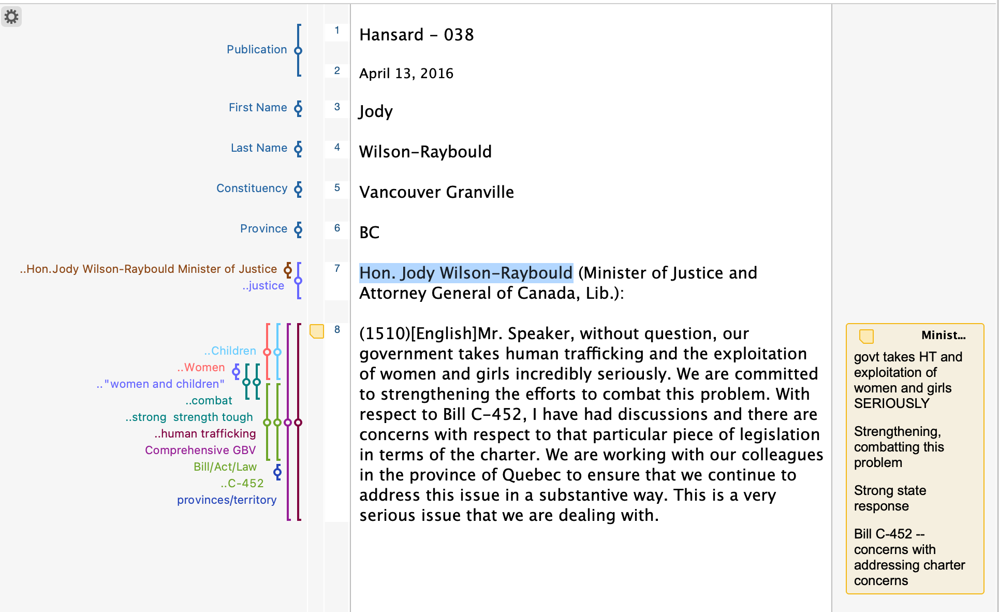 Publication
First Name
Last Name
Constituency
Province
..Hon.Jody Wilson-Raybould Minister of Justice
..justice
..Children
..Women
.."women and children"
..combat
..strong  strength tough
..human trafficking
Comprehensive GBV
Bill/Act/Law
..C-452
provinces/territory
1
Hansard – 038
2
April 13, 2016
3
Jody
4
Wilson–Raybould
5
Vancouver Granville
6
BC
7
Hon. Jody Wilson–Raybould (Minister of Justice and
Attorney General of Canada, Lib.):
8
(1510)[English]Mr. Speaker, without question, our
government takes human trafficking and the exploitation
of women and girls incredibly seriously. We are committed
to strengthening the efforts to combat this problem. With
respect to Bill C–452, I have had discussions and there are
concerns with respect to that particular piece of legislation
in terms of the charter. We are working with our colleagues
in the province of Quebec to ensure that we continue to
address this issue in a substantive way. This is a very
serious issue that we are dealing with.
Minist...
govt takes HT and
exploitation of
women and girls
SERIOUSLY
Strengthening,
combatting this
problem
Strong state
response
Bill C-452 --
concerns with
addressing charter
concerns